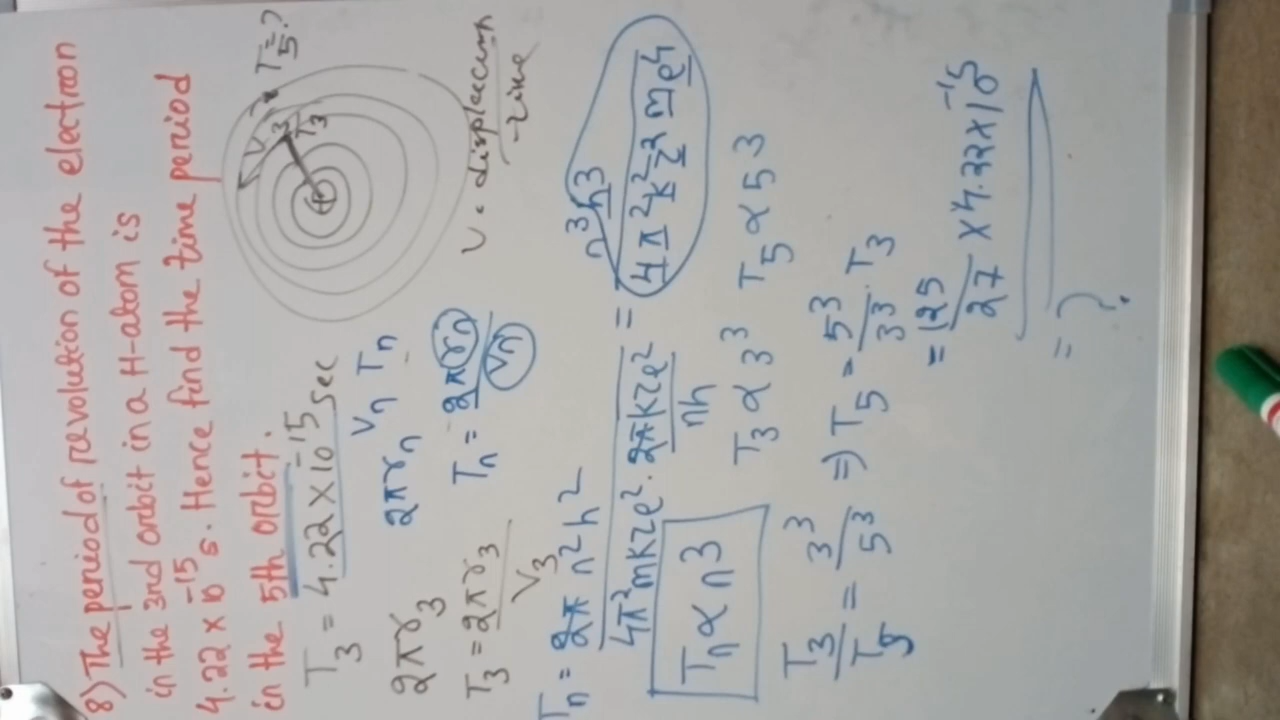 8) The period of revolution of the electron
in the 3nd orbit in a H-atom is
4.22 × 10⁻¹⁵ s. Hence find the time period
in the 5th orbit.
T₃ = 4.22 × 10⁻¹⁵ sec
V₃
T₃
T₅ = ?
2πr₃
2πrₙ Vₙ Tₙ
T₃ = 2πr₃ / V₃
Tₙ = 2πrₙ / Vₙ
Tₙ = 2π n²h² / 4π²mkze² · 2πkze² / nh = n³h³ / 4π²k²z²me⁴
Tₙ ∝ n3
T₃ ∝ 3³ T₅ ∝ 53
T₃ / T₅ = 3³ / 5³ ⇒ T₅ = 5³ / 3³ · T₃
= 125 / 27 × 4.22 × 10⁻¹⁵
= ?